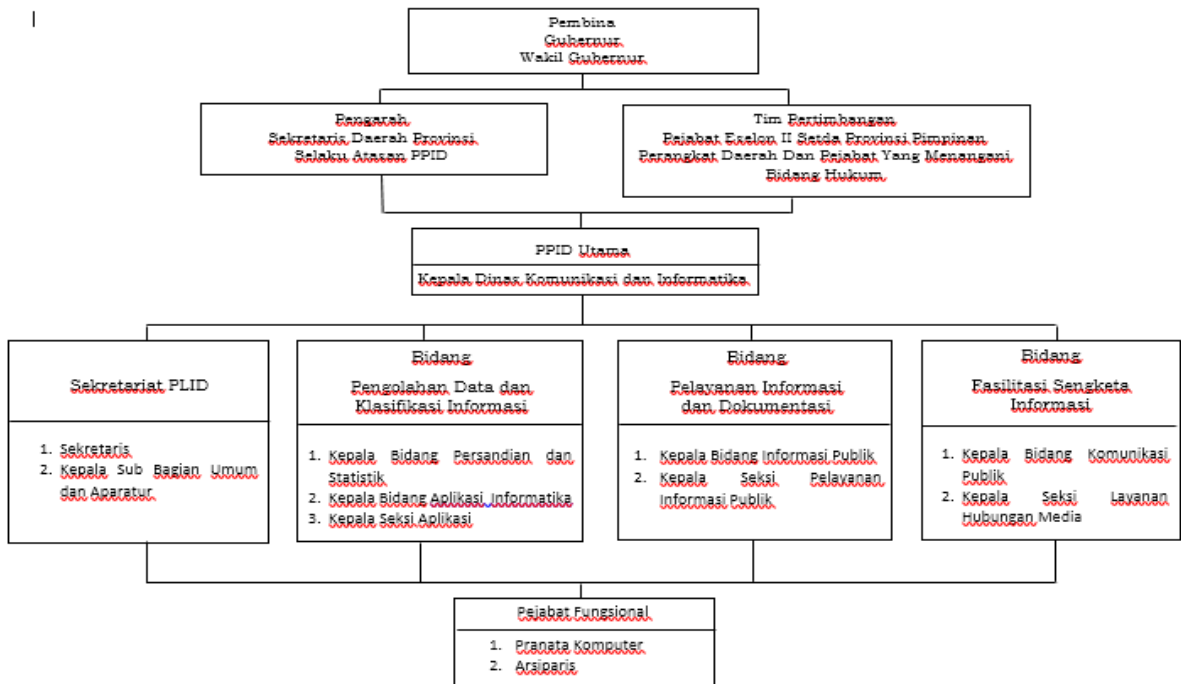 Pembina
Gubernur
Wakil Gubernur
Pengarah
Sekretaris Daerah Provinsi
Selaku Atasan PPID
Tim Pertimbangan
Pejabat Eselon II Setda Provinsi Pimpinan
Perangkat Daerah Dan Pejabat Yang Menangani
Bidang Hukum
PPID Utama
Kepala Dinas Komunikasi dan Informatika
Sekretariat PLID
1. Sekretaris
2. Kepala Sub Bagian Umum
dan Aparatur
Bidang
Pengolahan Data dan
Klasifikasi Informasi
1. Kepala Bidang Persandian dan
Statistik
2. Kepala Bidang Aplikasi Informatika
3. Kepala Seksi Aplikasi
Bidang
Pelayanan Informasi
dan Dokumentasi
1. Kepala Bidang Informasi Publik
2. Kepala Seksi Pelayanan
Informasi Publik
Bidang
Fasilitasi Sengketa
Informasi
1. Kepala Bidang Komunikasi
Publik
2. Kepala Seksi Layanan
Hubungan Media
Pejabat Fungsional
1. Pranata Komputer
2. Arsiparis